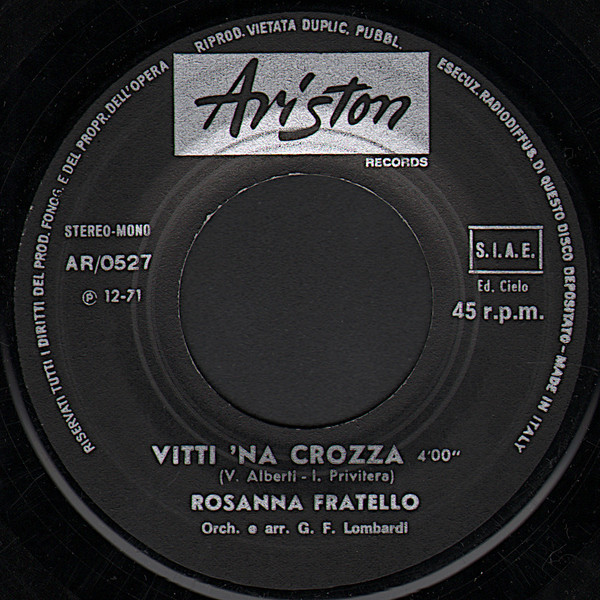 RISERVATI TUTTI I DIRITTI DEL PROD. FONOG. E DEL PROPR. DELL'OPERA RIPROD. VIETATA DUPLIC. PUBBL. ESECUZ. RADIODIFFUS. DI QUESTO DISCO DEPOSITATO - MADE IN ITALY
Ariston
RECORDS
STEREO-MONO
AR/0527
℗ 12-71
S.I.A.E.
Ed. Cielo
45 r.p.m.
VITTI 'NA CROZZA 4'00"
(V. Alberti - I. Privitera)
ROSANNA FRATELLO
Orch. e arr. G. F. Lombardi